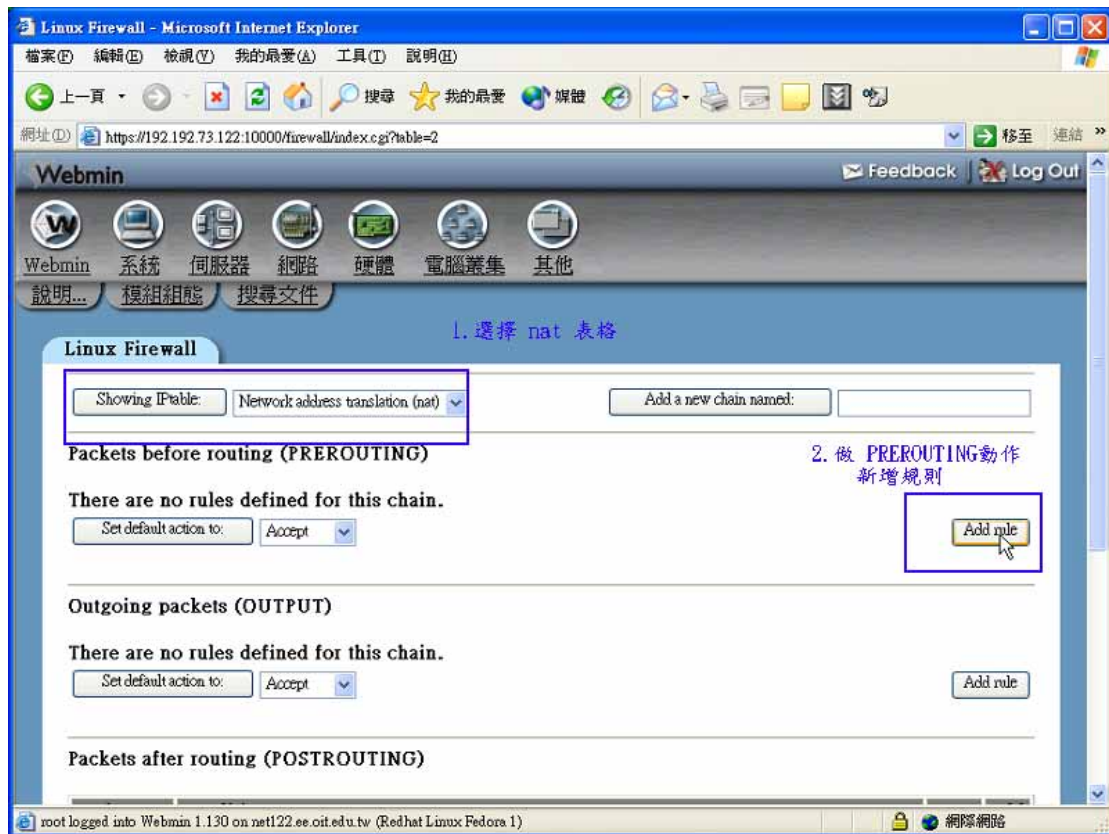 Linux Firewall - Microsoft Internet Explorer
檔案(F) 編輯(E) 檢視(V) 我的最愛(A) 工具(T) 說明(H)
上一頁 搜尋 我的最愛 媒體
網址(D) https://192.192.73.122:10000/firewall/index.cgi?table=2 移至 連結 »
Webmin Feedback Log Out
Webmin 系統 伺服器 網路 硬體 電腦叢集 其他
說明... 模組組態 搜尋文件
1.選擇 nat 表格
Linux Firewall
Showing IPtable: Network address translation (nat) Add a new chain named:
Packets before routing (PREROUTING)
2.做 PREROUTING動作
新增規則
There are no rules defined for this chain.
Set default action to: Accept Add rule
Outgoing packets (OUTPUT)
There are no rules defined for this chain.
Set default action to: Accept Add rule
Packets after routing (POSTROUTING)
root logged into Webmin 1.130 on net122.ee.oit.edu.tw (Redhat Linux Fedora 1) 網際網路